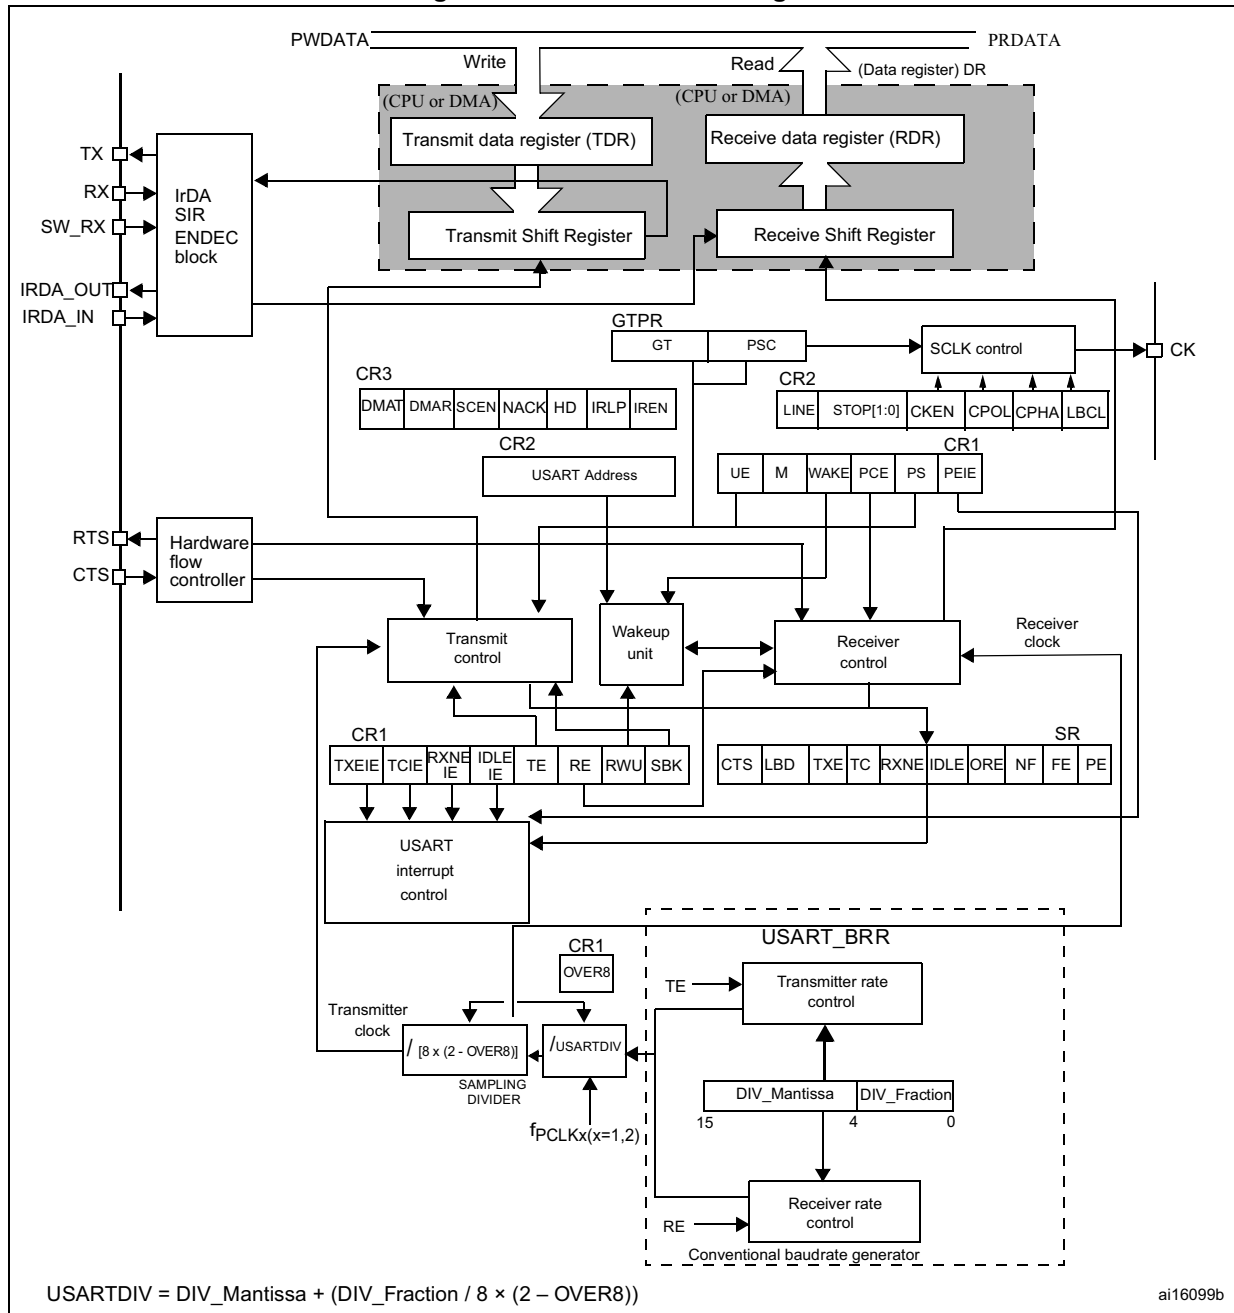 PWDATA
PRDATA
Write
Read
(Data register) DR
(CPU or DMA)
(CPU or DMA)
Transmit data register (TDR)
Receive data register (RDR)
TX
RX
SW_RX
IRDA_OUT
IRDA_IN
IrDA
SIR
ENDEC
block
Transmit Shift Register
Receive Shift Register
GTPR
GT
PSC
SCLK control
CK
CR3
DMAT
DMAR
SCEN
NACK
HD
IRLP
IREN
CR2
LINE
STOP[1:0]
CKEN
CPOL
CPHA
LBCL
CR2
USART Address
CR1
UE
M
WAKE
PCE
PS
PEIE
RTS
CTS
Hardware
flow
controller
Transmit
control
Wakeup
unit
Receiver
control
Receiver
clock
CR1
TXEIE
TCIE
RXNE
IE
IDLE
IE
TE
RE
RWU
SBK
SR
CTS
LBD
TXE
TC
RXNE
IDLE
ORE
NF
FE
PE
USART
interrupt
control
USART_BRR
CR1
OVER8
TE
Transmitter rate
control
Transmitter
clock
/ [8 x (2 - OVER8)]
/USARTDIV
SAMPLING
DIVIDER
fPCLKx(x=1,2)
DIV_Mantissa
DIV_Fraction
15
4
0
RE
Receiver rate
control
Conventional baudrate generator
USARTDIV = DIV_Mantissa + (DIV_Fraction / 8 × (2 – OVER8))
ai16099b